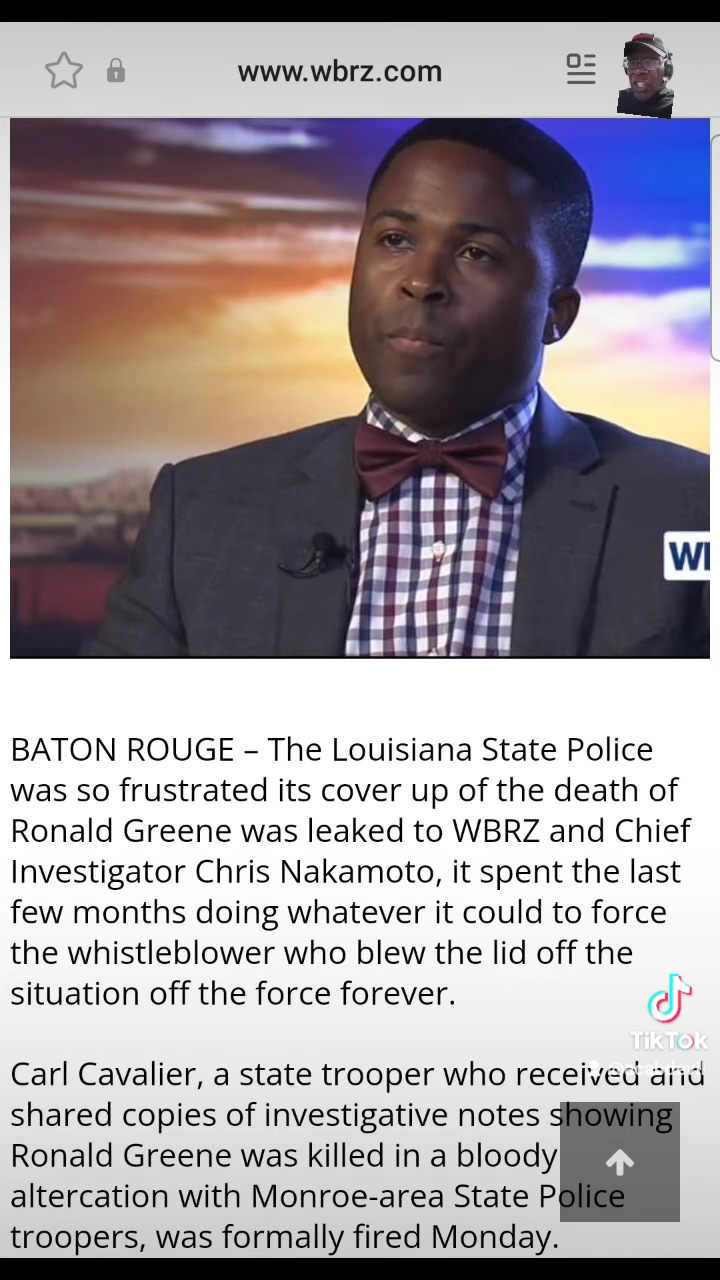 www.wbrz.com
WI
BATON ROUGE – The Louisiana State Police
was so frustrated its cover up of the death of
Ronald Greene was leaked to WBRZ and Chief
Investigator Chris Nakamoto, it spent the last
few months doing whatever it could to force
the whistleblower who blew the lid off the
situation off the force forever.
TikTok
Carl Cavalier, a state trooper who received and
shared copies of investigative notes showing
Ronald Greene was killed in a bloody
altercation with Monroe-area State Police
troopers, was formally fired Monday.